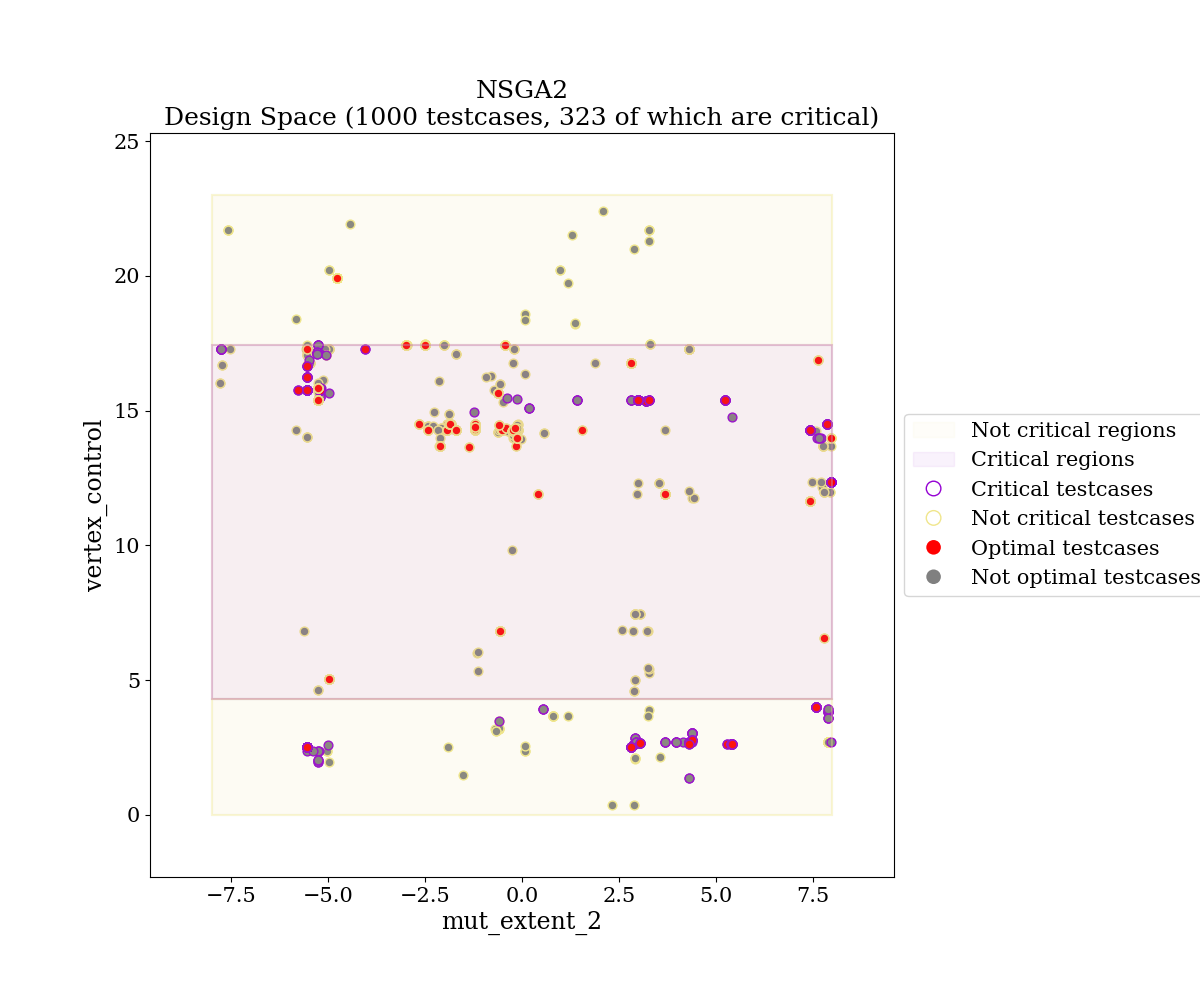 NSGA2
Design Space (1000 testcases, 323 of which are critical)
25
20
15
10
5
0
vertex_control
−7.5
−5.0
−2.5
0.0
2.5
5.0
7.5
mut_extent_2
Not critical regions
Critical regions
Critical testcases
Not critical testcases
Optimal testcases
Not optimal testcases